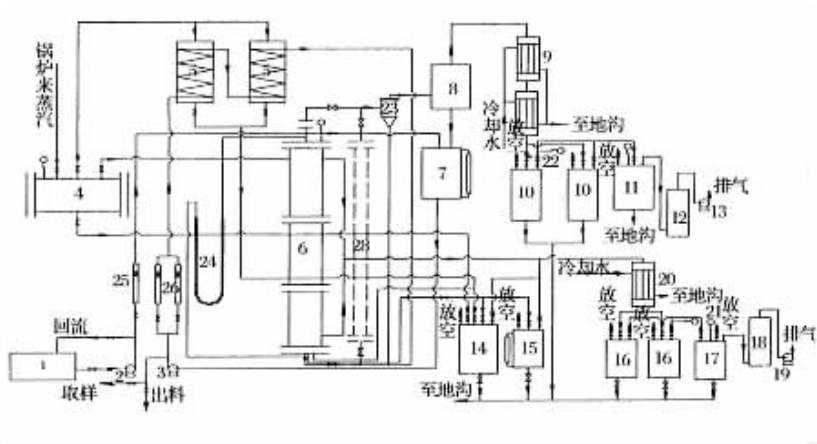 锅炉来蒸汽
5
5
9
8
冷却水
放空
至地沟
23
4
7
22
放空
10
10
11
排气
12
13
至地沟
6
28
24
25
26
冷却水
20
至地沟
放空
放空
放空
放空
21
放空
回流
14
15
16
16
17
18
排气
19
1
2
3
取样
出料
至地沟